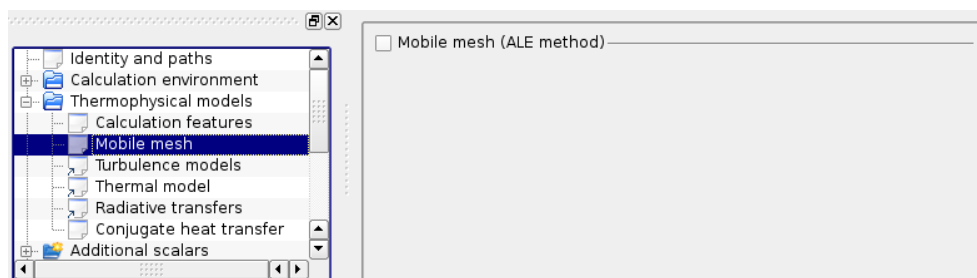 Identity and paths
Calculation environment
Thermophysical models
Calculation features
Mobile mesh
Turbulence models
Thermal model
Radiative transfers
Conjugate heat transfer
Additional scalars
Mobile mesh (ALE method)